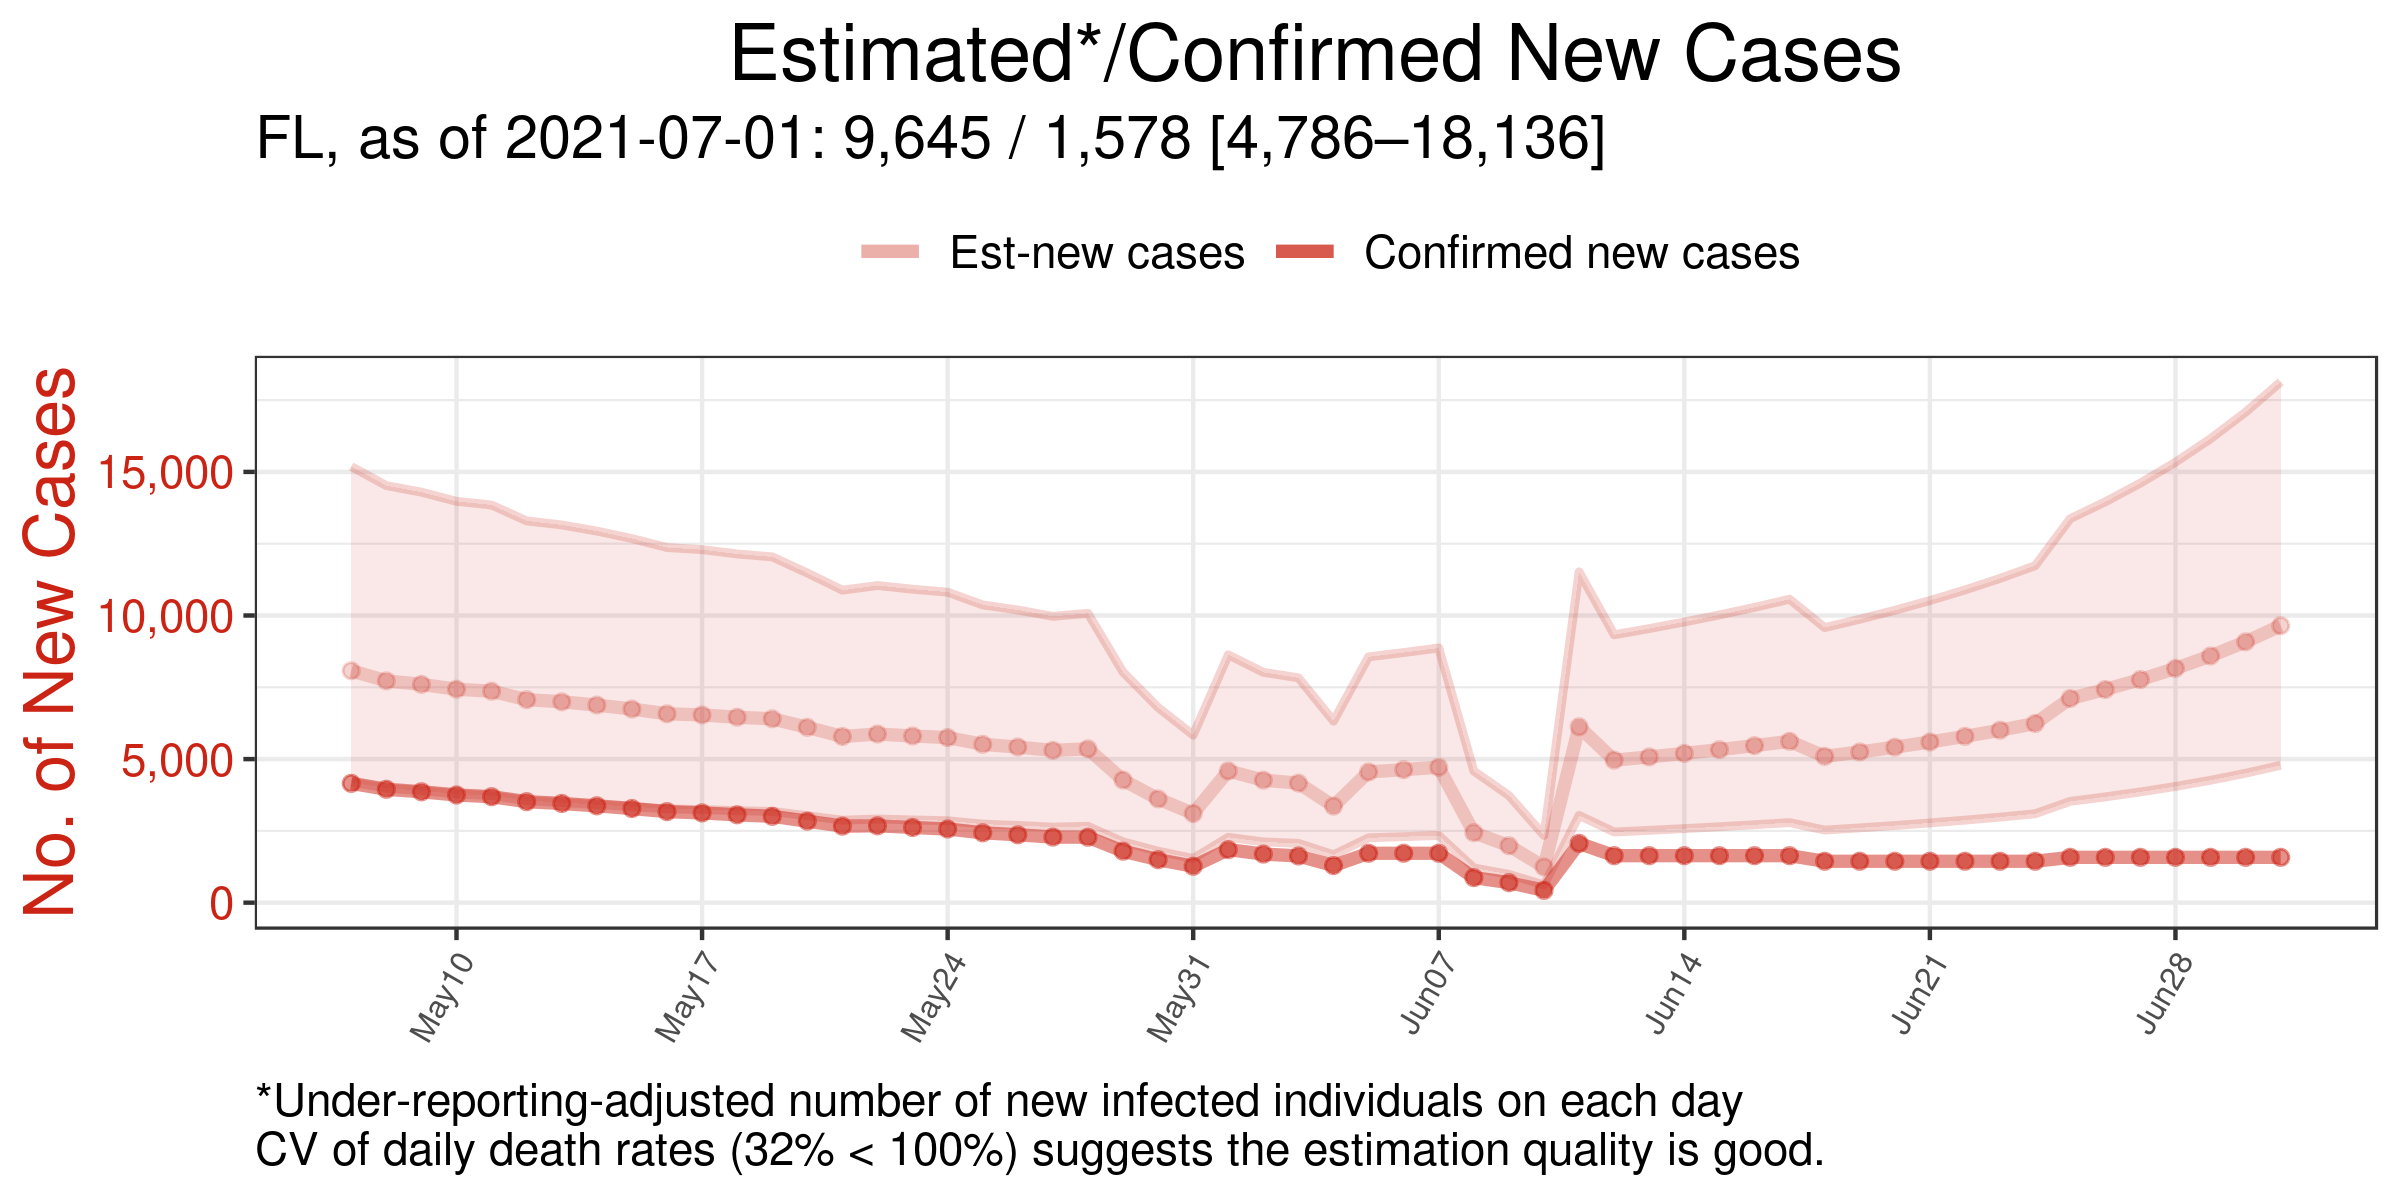 Estimated*/Confirmed New Cases
FL, as of 2021-07-01: 9,645 / 1,578 [4,786–18,136]
Est-new cases
Confirmed new cases
No. of New Cases
15,000
10,000
5,000
0
May10
May17
May24
May31
Jun07
Jun14
Jun21
Jun28
*Under-reporting-adjusted number of new infected individuals on each day
CV of daily death rates (32% < 100%) suggests the estimation quality is good.